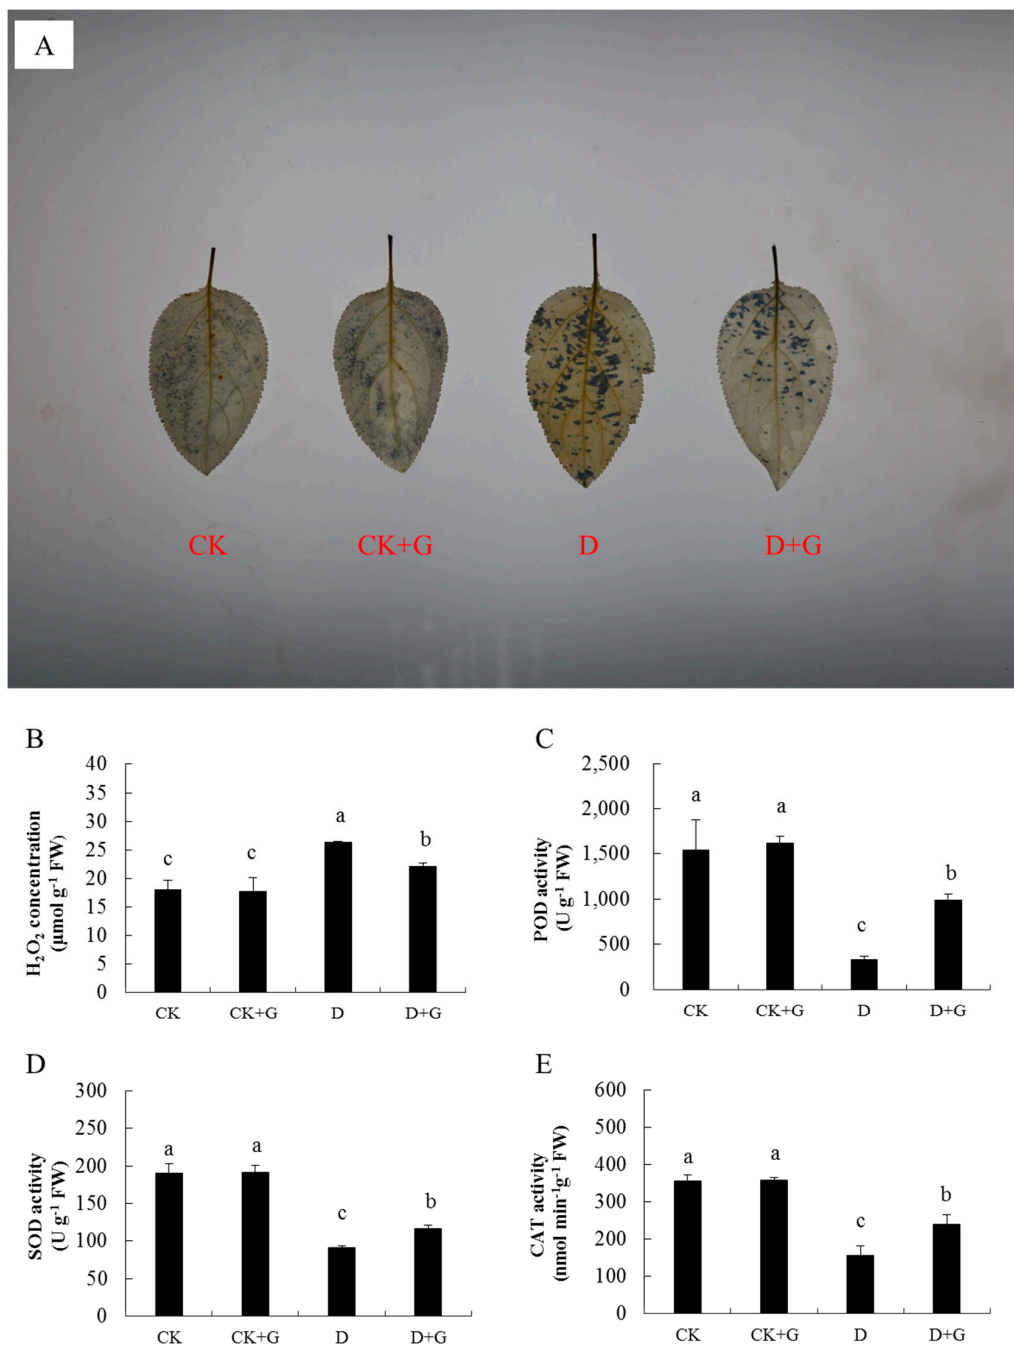 A
CK CK+G D D+G
B
40
35
30
25
20
15
10
5
0
H₂O₂ concentration
(μmol g⁻¹ FW)
c c a b
CK CK+G D D+G
C
2,500
2,000
1,500
1,000
500
0
POD activity
(U g⁻¹ FW)
a a c b
CK CK+G D D+G
D
300
250
200
150
100
50
0
SOD activity
(U g⁻¹ FW)
a a c b
CK CK+G D D+G
E
600
500
400
300
200
100
0
CAT activity
(nmol min⁻¹g⁻¹ FW)
a a c b
CK CK+G D D+G